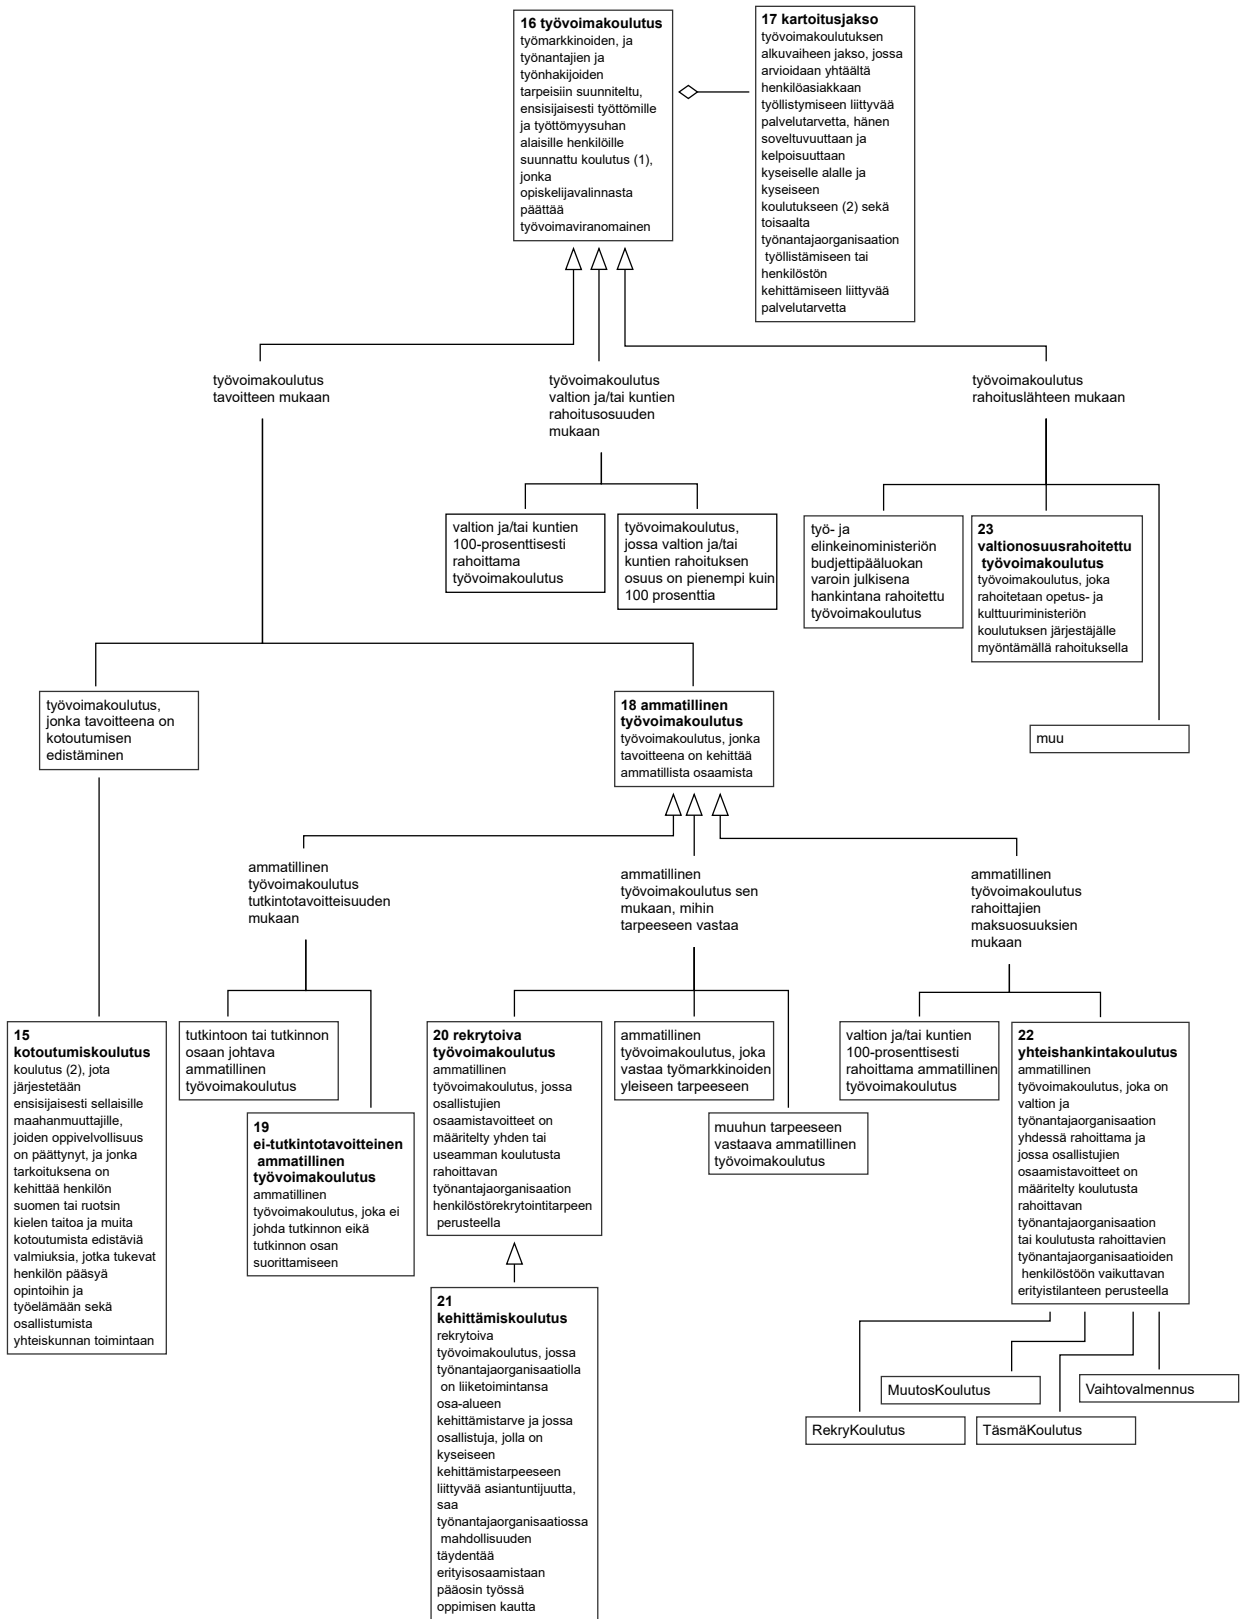 16 työvoimakoulutus
työmarkkinoiden, ja
työnantajien ja
työnhakijoiden
tarpeisiin suunniteltu,
ensisijaisesti työttömille
ja työttömyysuhan
alaisille henkilöille
suunnattu koulutus (1),
jonka
opiskelijavalinnasta
päättää
työvoimaviranomainen
17 kartoitusjakso
työvoimakoulutuksen
alkuvaiheen jakso, jossa
arvioidaan yhtäältä
henkilöasiakkaan
työllistymiseen liittyvää
palvelutarvetta, hänen
soveltuvuuttaan ja
kelpoisuuttaan
kyseiselle alalle ja
kyseiseen
koulutukseen (2) sekä
toisaalta
työnantajaorganisaation
työllistämiseen tai
henkilöstön
kehittämiseen liittyvää
palvelutarvetta
työvoimakoulutus
tavoitteen mukaan
työvoimakoulutus
valtion ja/tai kuntien
rahoitusosuuden
mukaan
työvoimakoulutus
rahoituslähteen mukaan
valtion ja/tai kuntien
100-prosenttisesti
rahoittama
työvoimakoulutus
työvoimakoulutus,
jossa valtion ja/tai
kuntien rahoituksen
osuus on pienempi kuin
100 prosenttia
työ- ja
elinkeinoministeriön
budjettipääluokan
varoin julkisena
hankintana rahoitettu
työvoimakoulutus
23
valtionosuusrahoitettu
työvoimakoulutus
työvoimakoulutus, joka
rahoitetaan opetus- ja
kulttuuriministeriön
koulutuksen järjestäjälle
myöntämällä rahoituksella
työvoimakoulutus,
jonka tavoitteena on
kotoutumisen
edistäminen
18 ammatillinen
työvoimakoulutus
työvoimakoulutus, jonka
tavoitteena on kehittää
ammatillista osaamista
muu
ammatillinen
työvoimakoulutus
tutkintotavoitteisuuden
mukaan
ammatillinen
työvoimakoulutus sen
mukaan, mihin
tarpeeseen vastaa
ammatillinen
työvoimakoulutus
rahoittajien
maksuosuuksien
mukaan
15
kotoutumiskoulutus
koulutus (2), jota
järjestetään
ensisijaisesti sellaisille
maahanmuuttajille,
joiden oppivelvollisuus
on päättynyt, ja jonka
tarkoituksena on
kehittää henkilön
suomen tai ruotsin
kielen taitoa ja muita
kotoutumista edistäviä
valmiuksia, jotka tukevat
henkilön pääsyä
opintoihin ja
työelämään sekä
osallistumista
yhteiskunnan toimintaan
tutkintoon tai tutkinnon
osaan johtava
ammatillinen
työvoimakoulutus
19
ei-tutkintotavoitteinen
ammatillinen
työvoimakoulutus
ammatillinen
työvoimakoulutus, joka ei
johda tutkinnon eikä
tutkinnon osan
suorittamiseen
20 rekrytoiva
työvoimakoulutus
ammatillinen
työvoimakoulutus, jossa
osallistujien
osaamistavoitteet on
määritelty yhden tai
useamman koulutusta
rahoittavan
työnantajaorganisaation
henkilöstörekrytointitarpeen
perusteella
ammatillinen
työvoimakoulutus, joka
vastaa työmarkkinoiden
yleiseen tarpeeseen
muuhun tarpeeseen
vastaava ammatillinen
työvoimakoulutus
valtion ja/tai kuntien
100-prosenttisesti
rahoittama ammatillinen
työvoimakoulutus
22
yhteishankintakoulutus
ammatillinen
työvoimakoulutus, joka on
valtion ja
työnantajaorganisaation
yhdessä rahoittama ja
jossa osallistujien
osaamistavoitteet on
määritelty koulutusta
rahoittavan
työnantajaorganisaation
tai koulutusta rahoittavien
työnantajaorganisaatioiden
henkilöstöön vaikuttavan
erityistilanteen perusteella
21
kehittämiskoulutus
rekrytoiva
työvoimakoulutus, jossa
työnantajaorganisaatiolla
on liiketoimintansa
osa-alueen
kehittämistarve ja jossa
osallistuja, jolla on
kyseiseen
kehittämistarpeeseen
liittyvää asiantuntijuutta,
saa
työnantajaorganisaatiossa
mahdollisuuden
täydentää
erityisosaamistaan
pääosin työssä
oppimisen kautta
MuutosKoulutus
Vaihtovalmennus
RekryKoulutus
TäsmäKoulutus